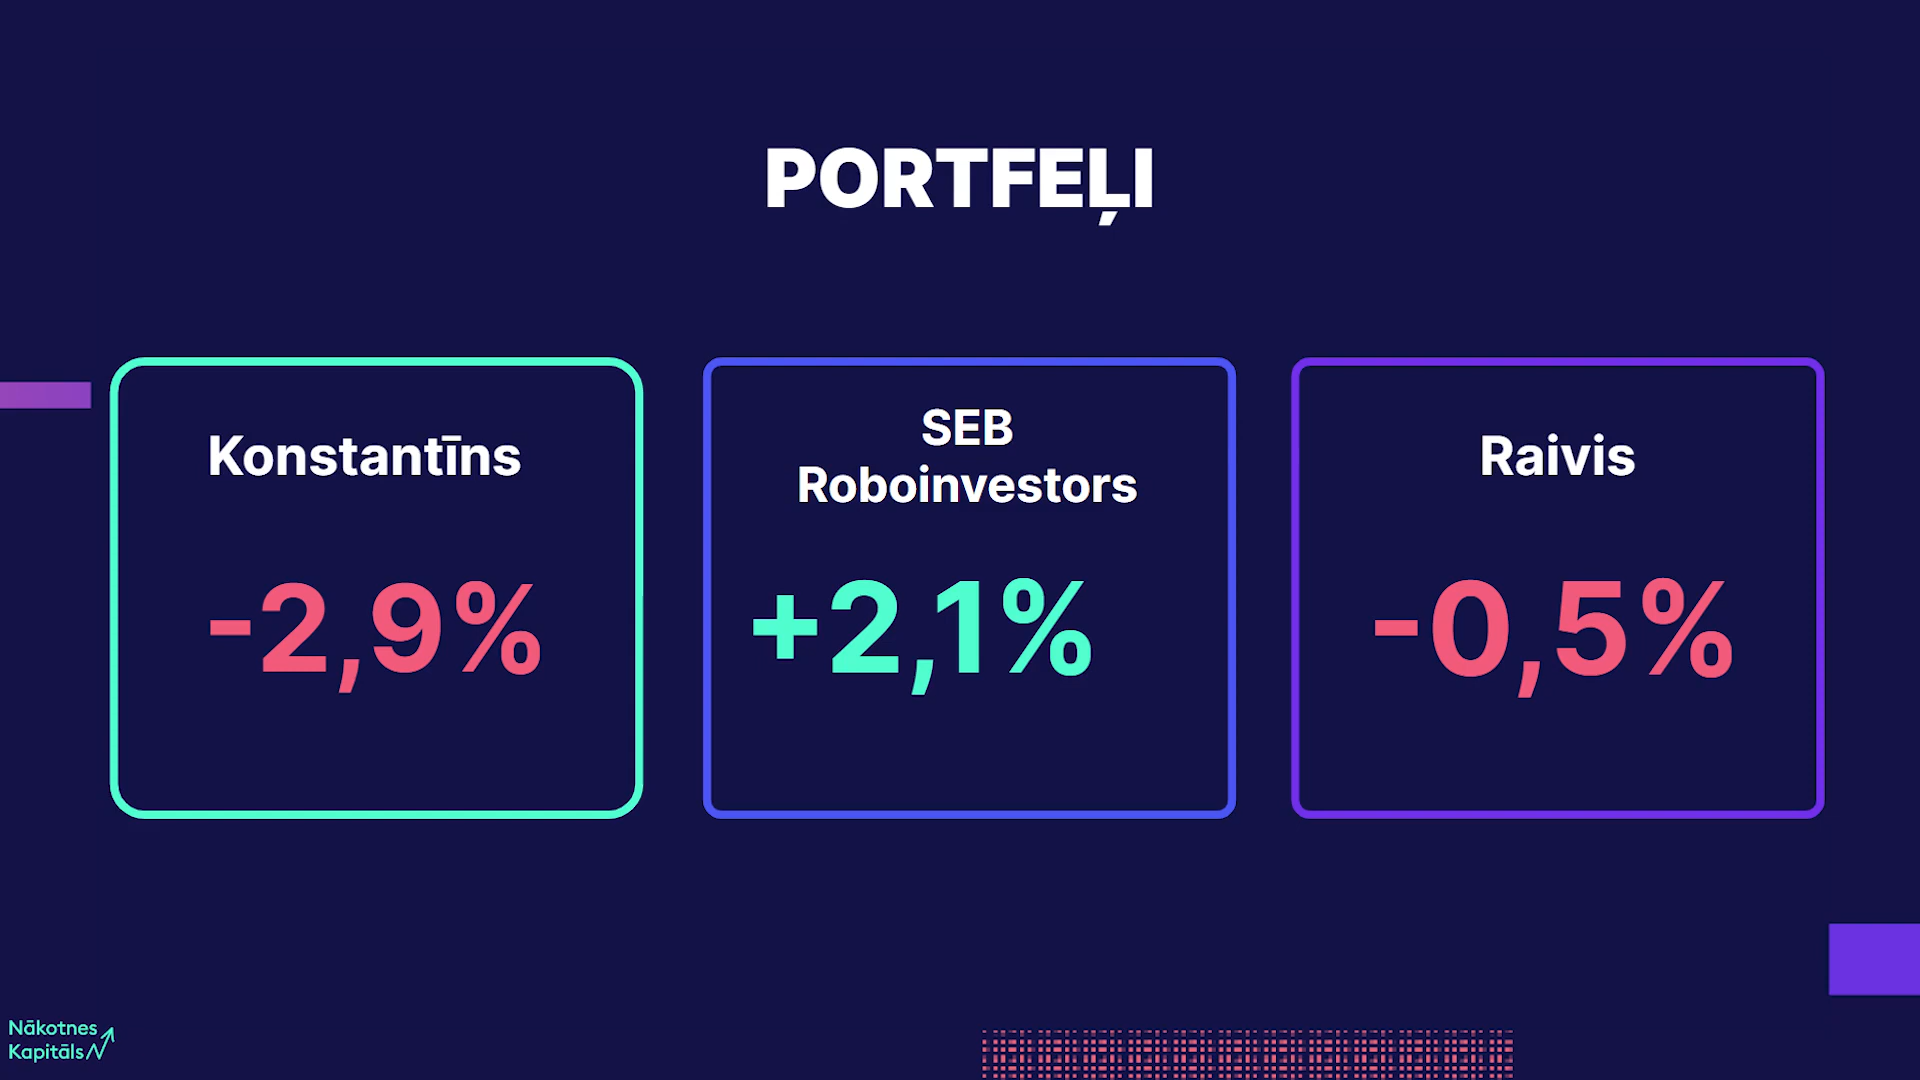 PORTFEĻI
Konstantīns
-2,9%
SEB
Roboinvestors
+2,1%
Raivis
-0,5%
Nākotnes
Kapitāls